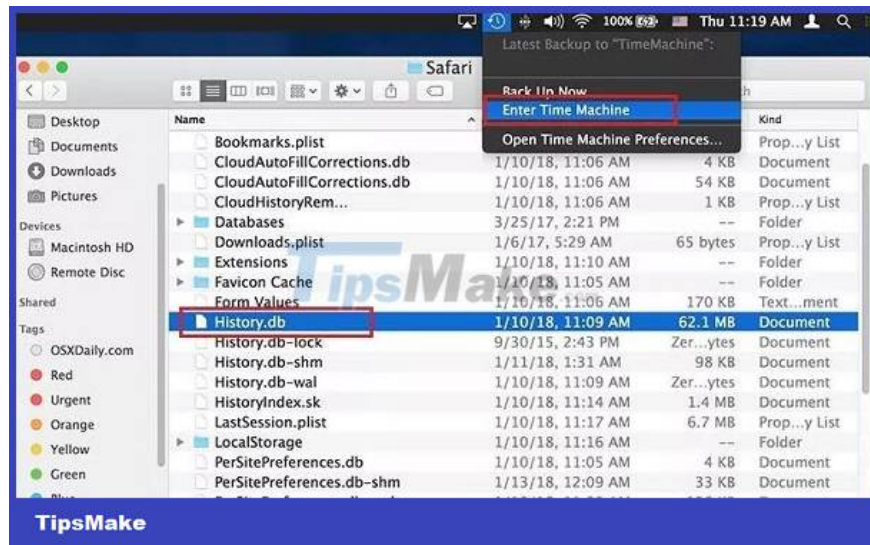 100% Thu 11:19 AM
Latest Backup to "TimeMachine":
Back Up Now
Enter Time Machine
Open Time Machine Preferences...
Safari
Name Kind
Desktop
Documents
Downloads
Pictures
Devices
Macintosh HD
Remote Disc
Shared
Tags
OSXDaily.com
Red
Urgent
Orange
Yellow
Green
Bookmarks.plist Prop...y List
CloudAutoFillCorrections.db 1/10/18, 11:06 AM 4 KB Document
CloudAutoFillCorrections.db 1/10/18, 11:06 AM 54 KB Document
CloudHistoryRem... 1/10/18, 11:06 AM 1 KB Prop...y List
Databases 3/25/17, 2:21 PM -- Folder
Downloads.plist 1/6/17, 5:29 AM 65 bytes Prop...y List
Extensions 1/10/18, 11:10 AM -- Folder
Favicon Cache 1/10/18, 11:05 AM -- Folder
Form Values 1/10/18, 11:06 AM 170 KB Text...ment
History.db 1/10/18, 11:09 AM 62.1 MB Document
History.db-lock 9/30/15, 2:43 PM Zer...ytes Document
History.db-shm 1/11/18, 1:31 AM 98 KB Document
History.db-wal 1/10/18, 11:09 AM Zer...ytes Document
HistoryIndex.sk 1/10/18, 11:14 AM 1.4 MB Document
LastSession.plist 1/10/18, 11:17 AM 6.7 MB Prop...y List
LocalStorage 1/10/18, 11:16 AM -- Folder
PerSitePreferences.db 1/10/18, 11:05 AM 4 KB Document
PerSitePreferences.db-shm 1/13/18, 12:09 AM 33 KB Document
TipsMake
TipsMake